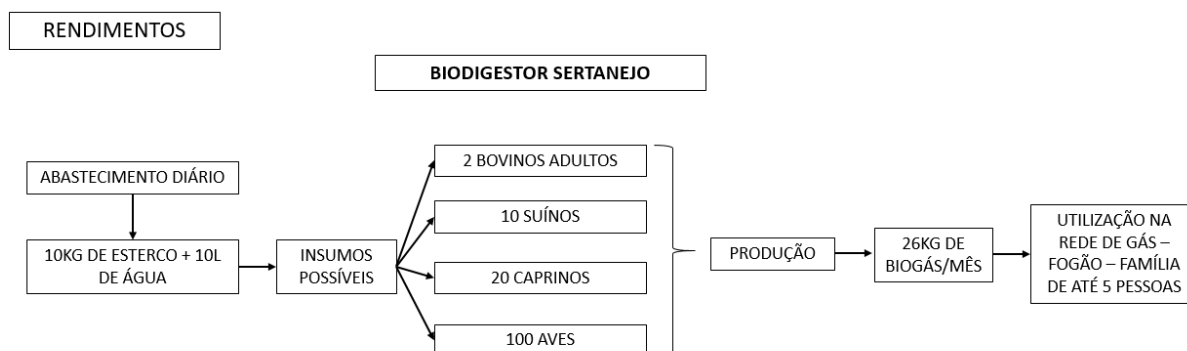 RENDIMENTOS
BIODIGESTOR SERTANEJO
ABASTECIMENTO DIÁRIO
10KG DE ESTERCO + 10L
DE ÁGUA
INSUMOS
POSSÍVEIS
2 BOVINOS ADULTOS
10 SUÍNOS
20 CAPRINOS
100 AVES
PRODUÇÃO
26KG DE
BIOGÁS/MÊS
UTILIZAÇÃO NA
REDE DE GÁS –
FOGÃO – FAMÍLIA
DE ATÉ 5 PESSOAS